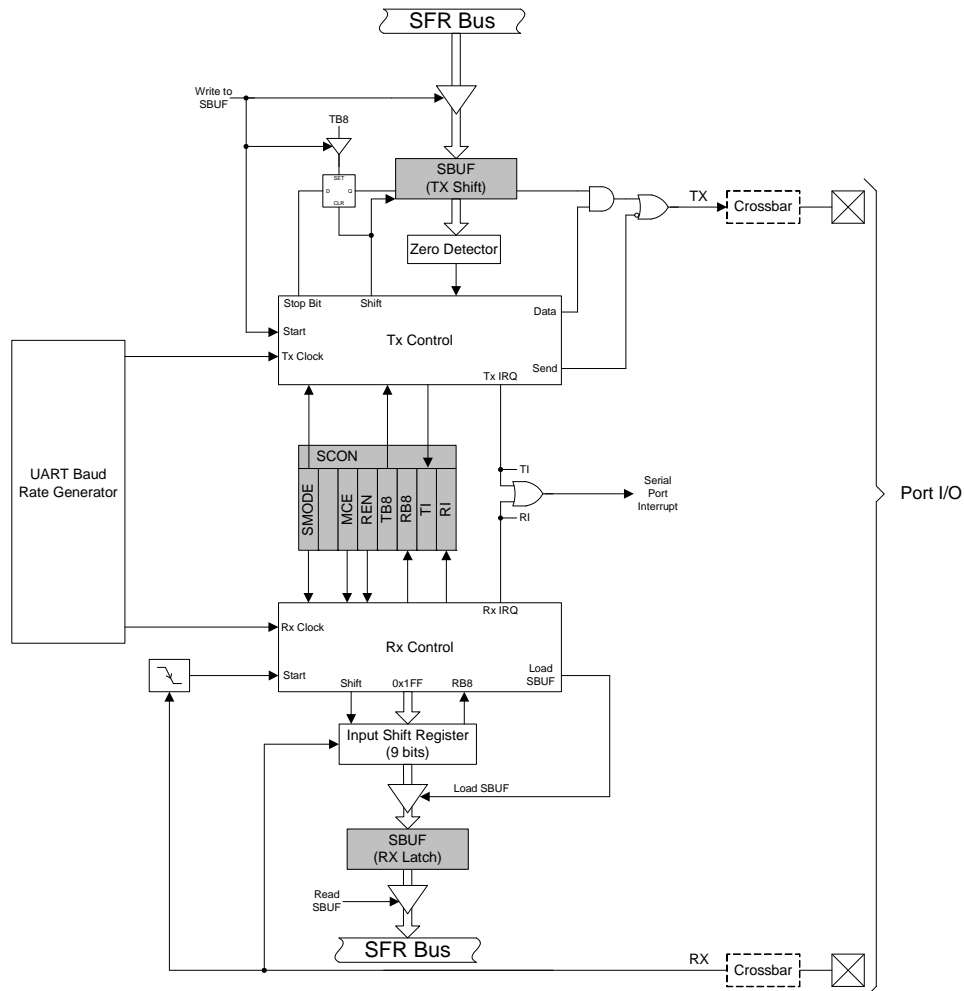 SFR Bus
Write to
SBUF
TB8
SET
D
Q
CLR
SBUF
(TX Shift)
TX
Crossbar
Zero Detector
Stop Bit
Shift
Data
Start
Tx Control
Tx Clock
Send
Tx IRQ
UART Baud
Rate Generator
SCON
SMODE
MCE
REN
TB8
RB8
TI
RI
TI
RI
Serial
Port
Interrupt
Port I/O
Rx IRQ
Rx Clock
Rx Control
Start
Load
SBUF
Shift
0x1FF
RB8
Input Shift Register
(9 bits)
Load SBUF
SBUF
(RX Latch)
Read
SBUF
SFR Bus
RX
Crossbar